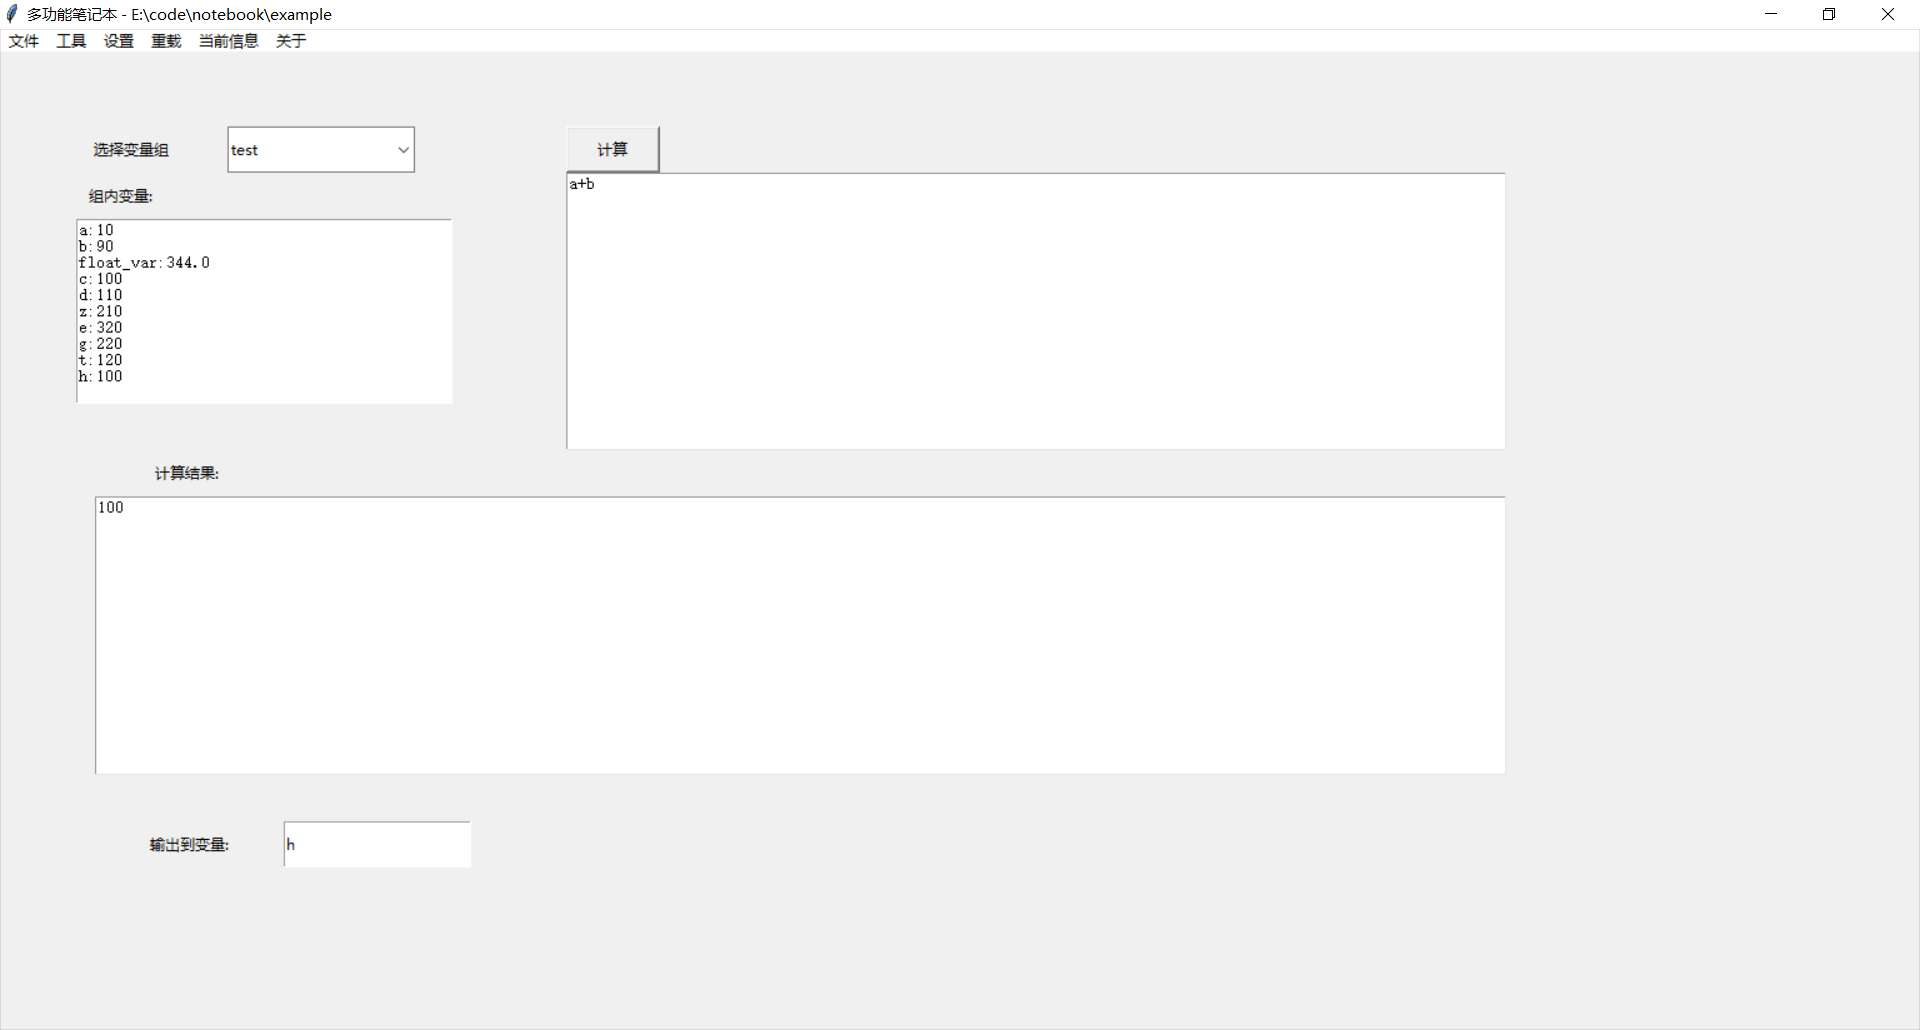 多功能笔记本 - E:\code\notebook\example
文件 工具 设置 重载 当前信息 关于
选择变量组 test 计算
组内变量:
a:10
b:90
float_var:344.0
c:100
d:110
z:210
e:320
g:220
t:120
h:100
a+b
计算结果:
100
输出到变量: h